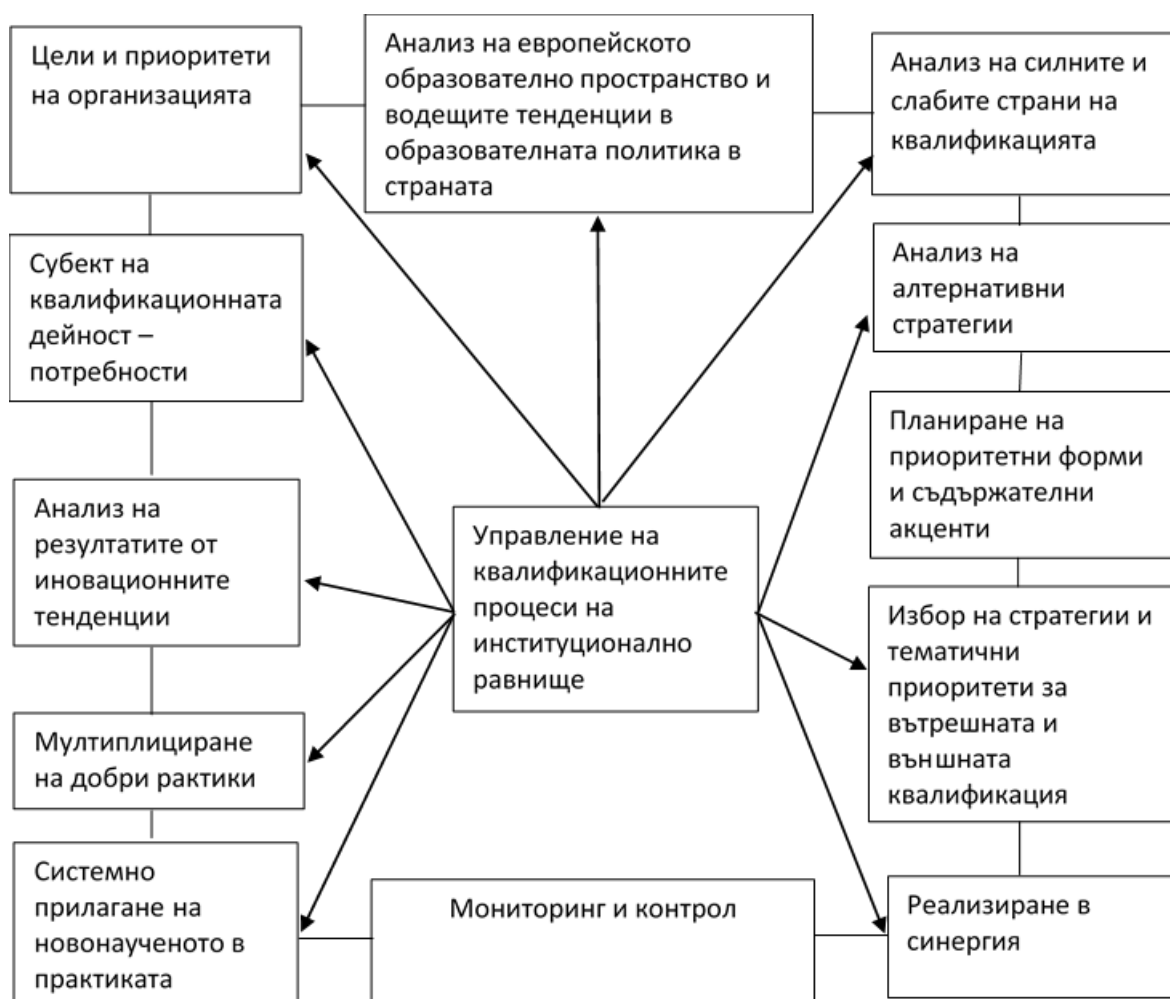 Цели и приоритети
на организацията
Анализ на европейското
образователно пространство и
водещите тенденции в
образователната политика в
страната
Анализ на силните и
слабите страни на
квалификацията
Субект на
квалификационната
дейност –
потребности
Анализ на
алтернативни
стратегии
Планиране на
приоритетни форми
и съдържателни
акценти
Анализ на
резултатите от
иновационните
тенденции
Управление на
квалификационните
процеси на
институционално
равнище
Избор на стратегии и
тематични
приоритети за
вътрешната и
външната
квалификация
Мултиплициране
на добри рактики
Системно
прилагане на
новонаученото в
практиката
Мониторинг и контрол
Реализиране в
синергия